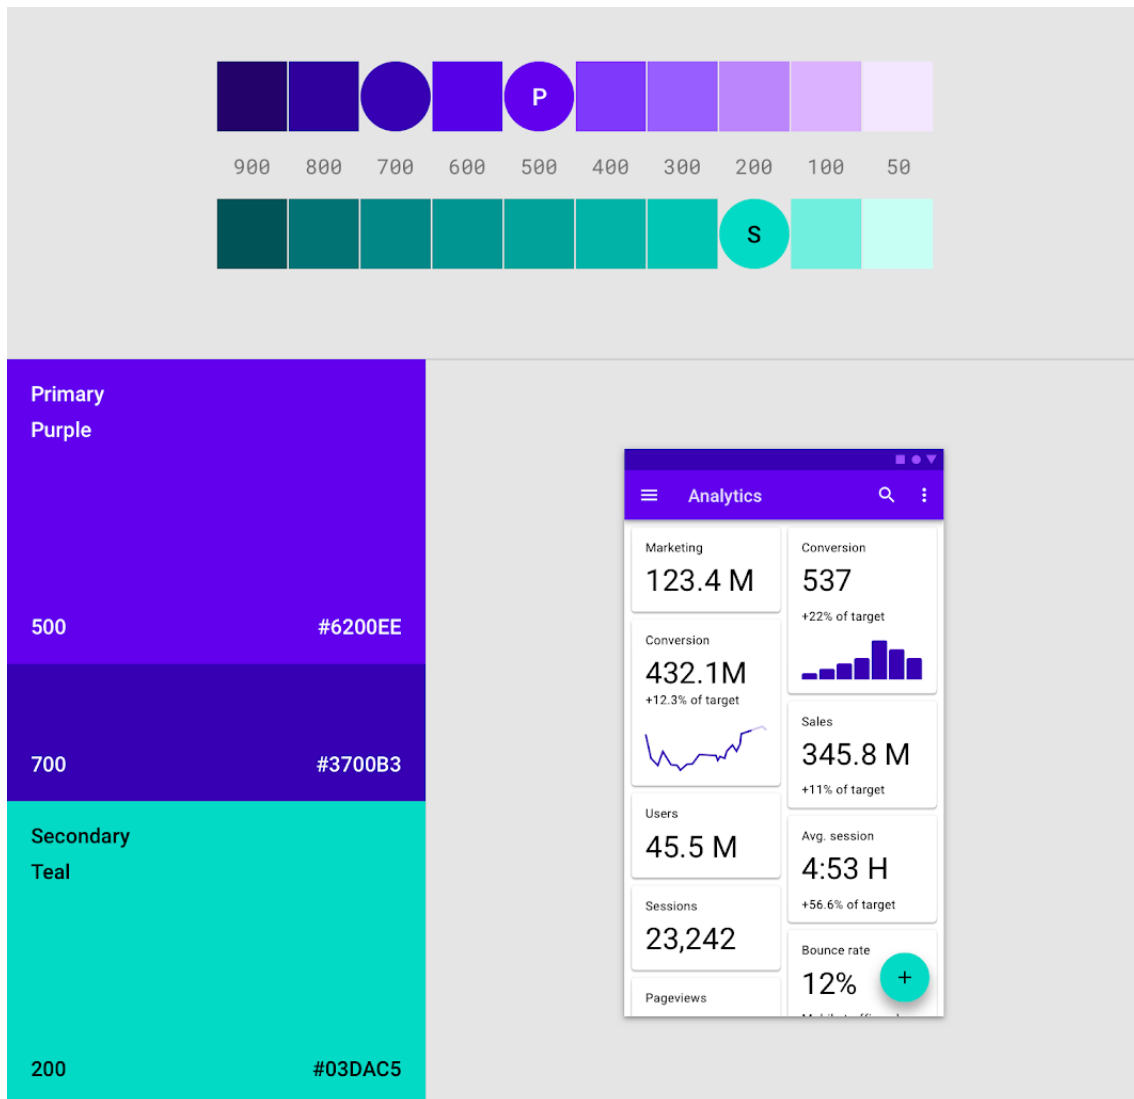 P
900 800 700 600 500 400 300 200 100 50
S
Primary
Purple
500 #6200EE
700 #3700B3
Secondary
Teal
200 #03DAC5
Analytics
Marketing
123.4 M
Conversion
432.1M
+12.3% of target
Users
45.5 M
Sessions
23,242
Pageviews
Conversion
537
+22% of target
Sales
345.8 M
+11% of target
Avg. session
4:53 H
+56.6% of target
Bounce rate
12%
+